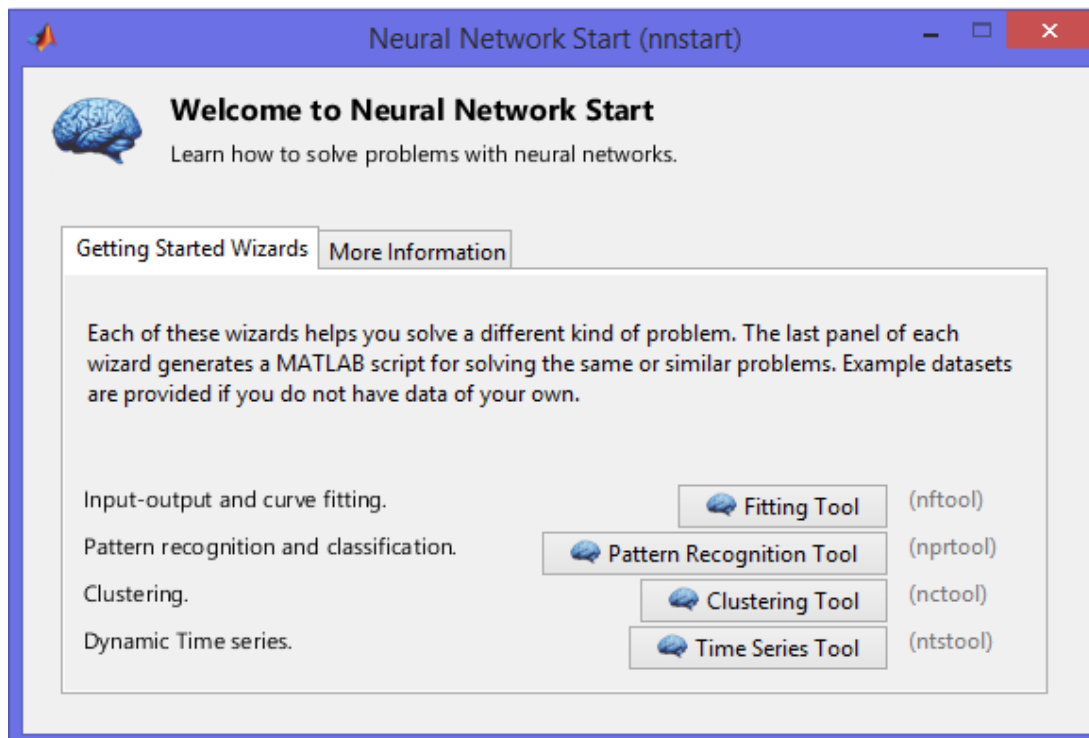 Neural Network Start (nnstart)
Welcome to Neural Network Start
Learn how to solve problems with neural networks.
Getting Started Wizards
More Information
Each of these wizards helps you solve a different kind of problem. The last panel of each
wizard generates a MATLAB script for solving the same or similar problems. Example datasets
are provided if you do not have data of your own.
Input-output and curve fitting. Fitting Tool (nftool)
Pattern recognition and classification. Pattern Recognition Tool (nprtool)
Clustering. Clustering Tool (nctool)
Dynamic Time series. Time Series Tool (ntstool)